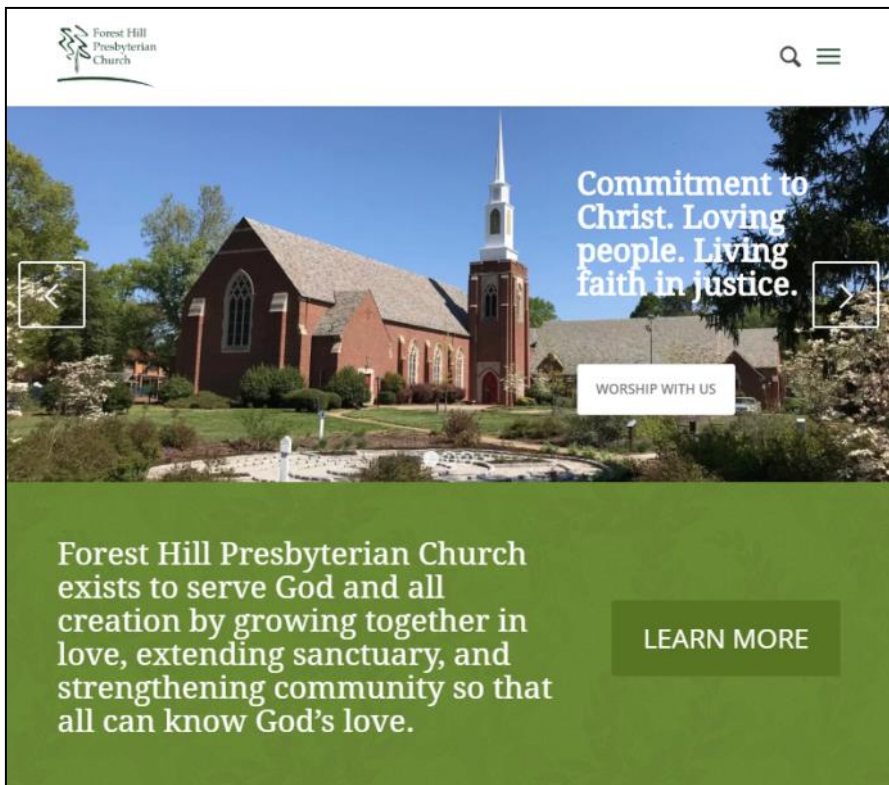 Forest Hill
Presbyterian
Church
Commitment to
Christ. Loving
people. Living
faith in justice.
WORSHIP WITH US
Forest Hill Presbyterian Church
exists to serve God and all
creation by growing together in
love, extending sanctuary, and
strengthening community so that
all can know God’s love.
LEARN MORE